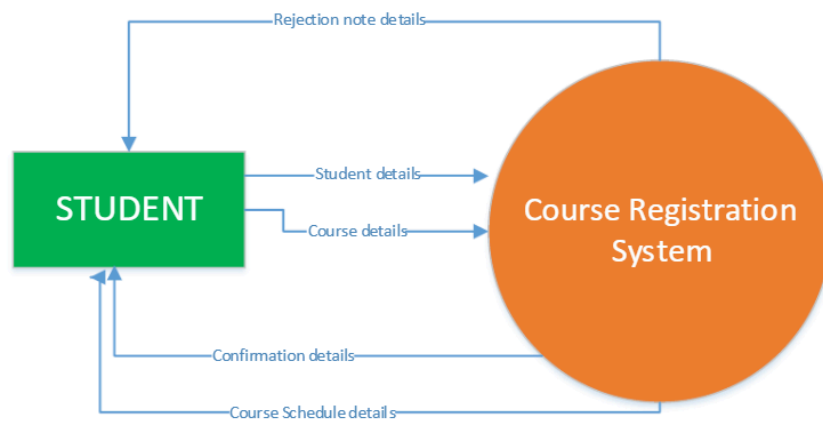 Rejection note details
STUDENT
Student details
Course details
Course Registration
System
Confirmation details
Course Schedule details